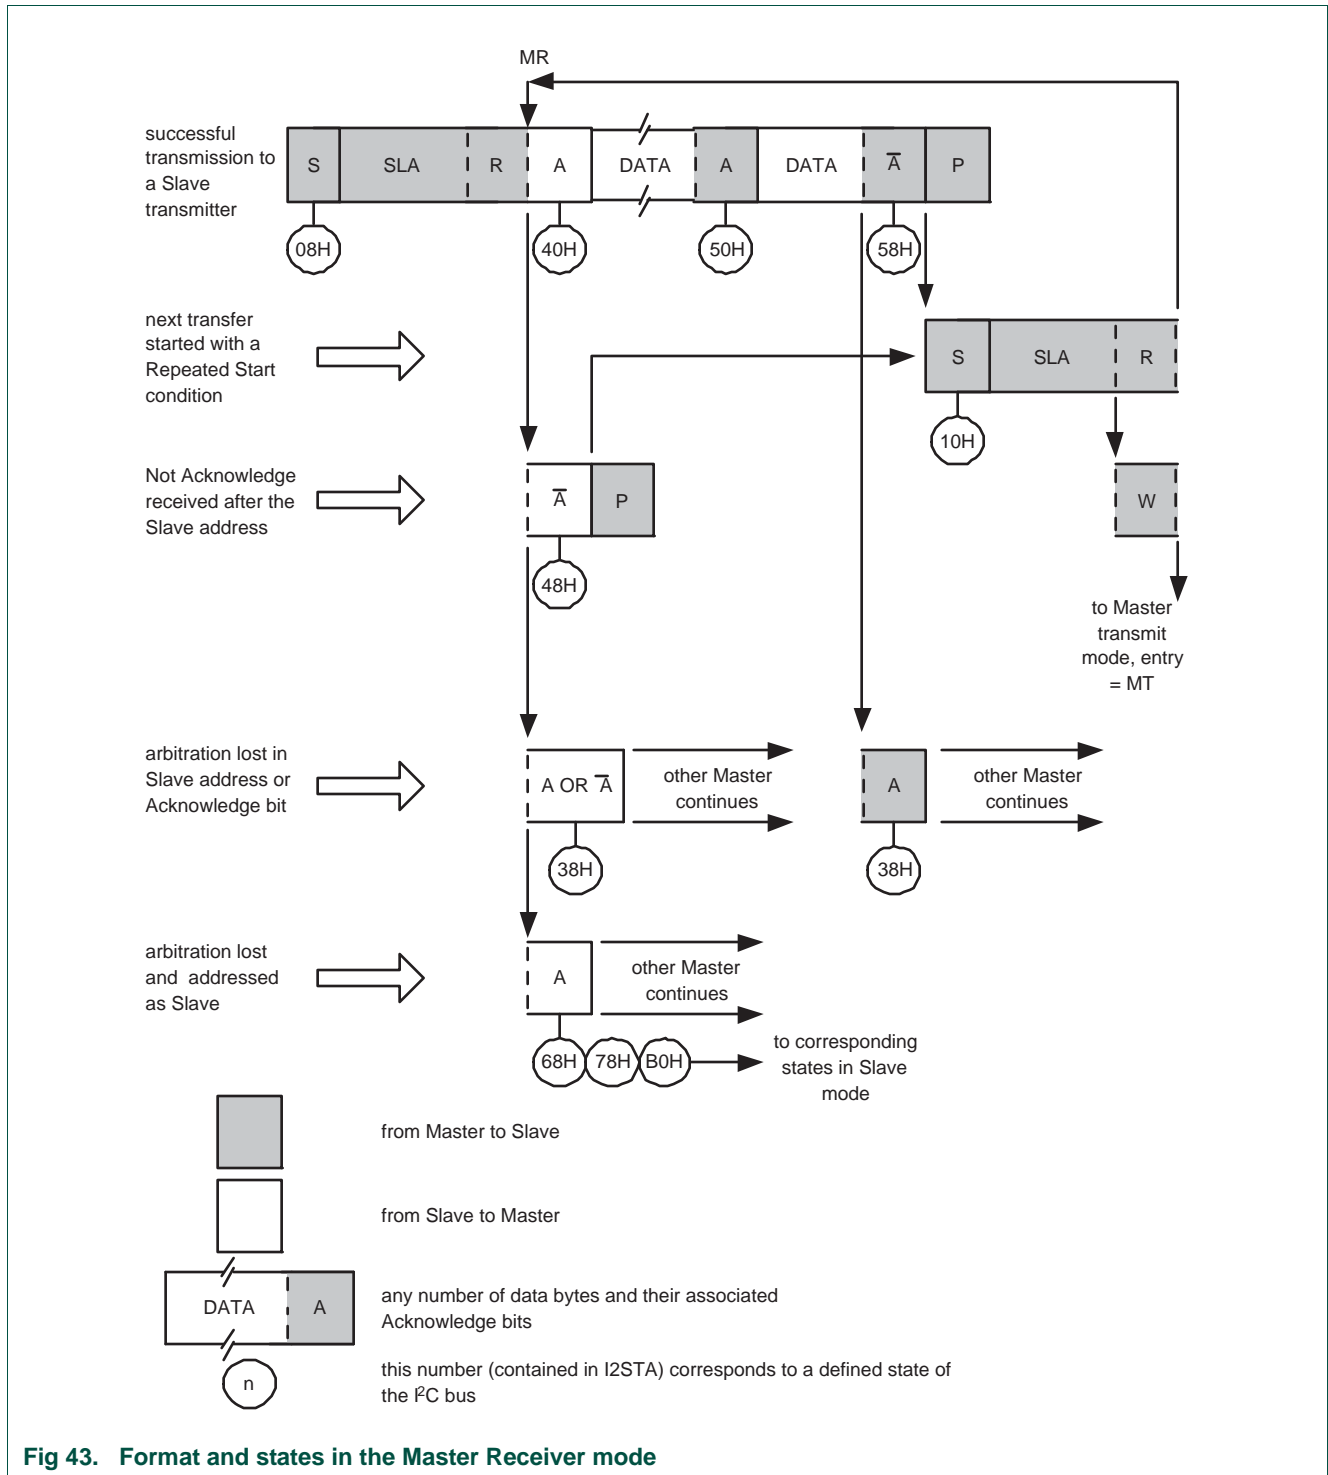 MR
successful
transmission to
a Slave
transmitter
S SLA R A DATA A DATA A̅ P
08H 40H 50H 58H
next transfer
started with a
Repeated Start
condition
S SLA R
10H
Not Acknowledge
received after the
Slave address
A̅ P
W
48H
to Master
transmit
mode, entry
= MT
arbitration lost in
Slave address or
Acknowledge bit
A OR A̅
other Master
continues
A
other Master
continues
38H 38H
arbitration lost
and addressed
as Slave
A
other Master
continues
68H 78H B0H
to corresponding
states in Slave
mode
from Master to Slave
from Slave to Master
DATA A
any number of data bytes and their associated
Acknowledge bits
n
this number (contained in I2STA) corresponds to a defined state of
the I²C bus
Fig 43. Format and states in the Master Receiver mode